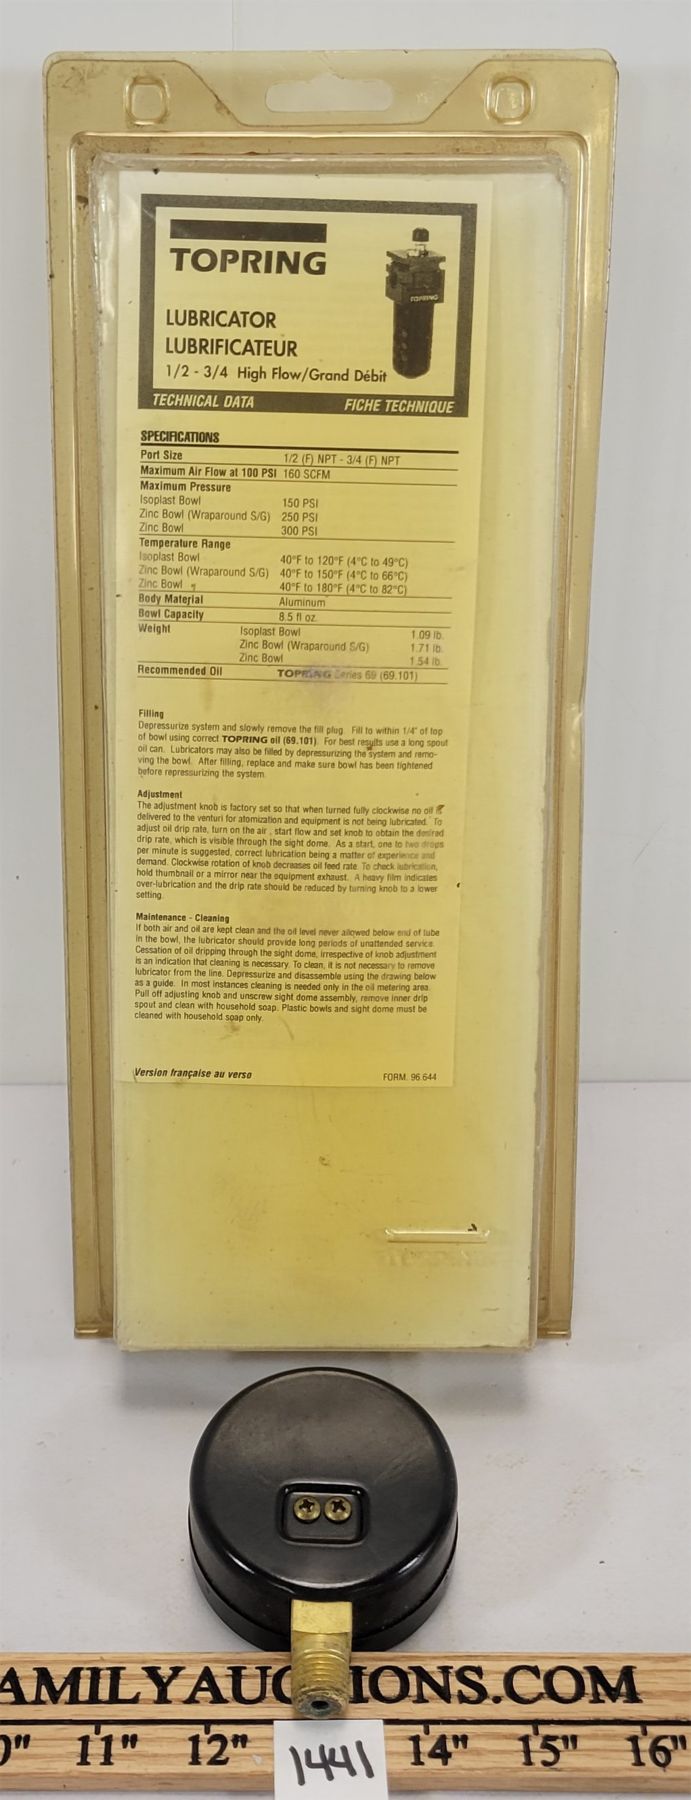 TOPRING
TOPRING
LUBRICATOR
LUBRIFICATEUR
1/2 - 3/4 High Flow/Grand Débit
TECHNICAL DATA FICHE TECHNIQUE
SPECIFICATIONS
Port Size 1/2 (F) NPT - 3/4 (F) NPT
Maximum Air Flow at 100 PSI 160 SCFM
Maximum Pressure
Isoplast Bowl 150 PSI
Zinc Bowl (Wraparound S/G) 250 PSI
Zinc Bowl 300 PSI
Temperature Range
Isoplast Bowl 40°F to 120°F (4°C to 49°C)
Zinc Bowl (Wraparound S/G) 40°F to 150°F (4°C to 66°C)
Zinc Bowl 40°F to 180°F (4°C to 82°C)
Body Material Aluminum
Bowl Capacity 8.5 fl oz.
Weight Isoplast Bowl 1.09 lb.
Zinc Bowl (Wraparound S/G) 1.71 lb.
Zinc Bowl 1.54 lb.
Recommended Oil TOPRING Series 69 (69.101)
Filling
Depressurize system and slowly remove the fill plug. Fill to within 1/4" of top
of bowl using correct TOPRING oil (69.101). For best results use a long spout
oil can. Lubricators may also be filled by depressurizing the system and remo-
ving the bowl. After filling, replace and make sure bowl has been tightened
before repressurizing the system.
Adjustment
The adjustment knob is factory set so that when turned fully clockwise no oil is
delivered to the venturi for atomization and equipment is not being lubricated. To
adjust oil drip rate, turn on the air , start flow and set knob to obtain the desired
drip rate, which is visible through the sight dome. As a start, one to two drops
per minute is suggested, correct lubrication being a matter of experience and
demand. Clockwise rotation of knob decreases oil feed rate. To check lubrication,
hold thumbnail or a mirror near the equipment exhaust. A heavy film indicates
over-lubrication and the drip rate should be reduced by turning knob to a lower
setting.
Maintenance - Cleaning
If both air and oil are kept clean and the oil level never allowed below end of tube
in the bowl, the lubricator should provide long periods of unattended service.
Cessation of oil dripping through the sight dome, irrespective of knob adjustment
is an indication that cleaning is necessary. To clean, it is not necessary to remove
lubricator from the line. Depressurize and disassemble using the drawing below
as a guide. In most instances cleaning is needed only in the oil metering area.
Pull off adjusting knob and unscrew sight dome assembly, remove inner drip
spout and clean with household soap. Plastic bowls and sight dome must be
cleaned with household soap only.
Version française au verso FORM. 96.644
AMILYAUC IONS.COM
0" 11" 12" 14" 15" 16"
1441